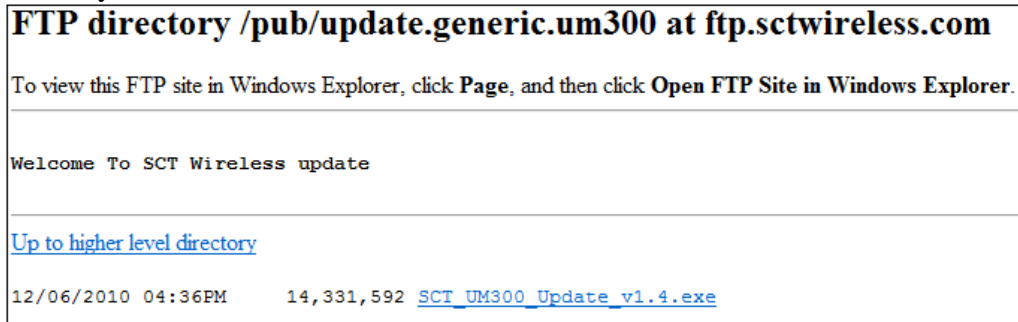 FTP directory /pub/update.generic.um300 at ftp.sctwireless.com
To view this FTP site in Windows Explorer, click Page, and then click Open FTP Site in Windows Explorer.
Welcome To SCT Wireless update
Up to higher level directory
12/06/2010 04:36PM 14,331,592 SCT_UM300_Update_v1.4.exe